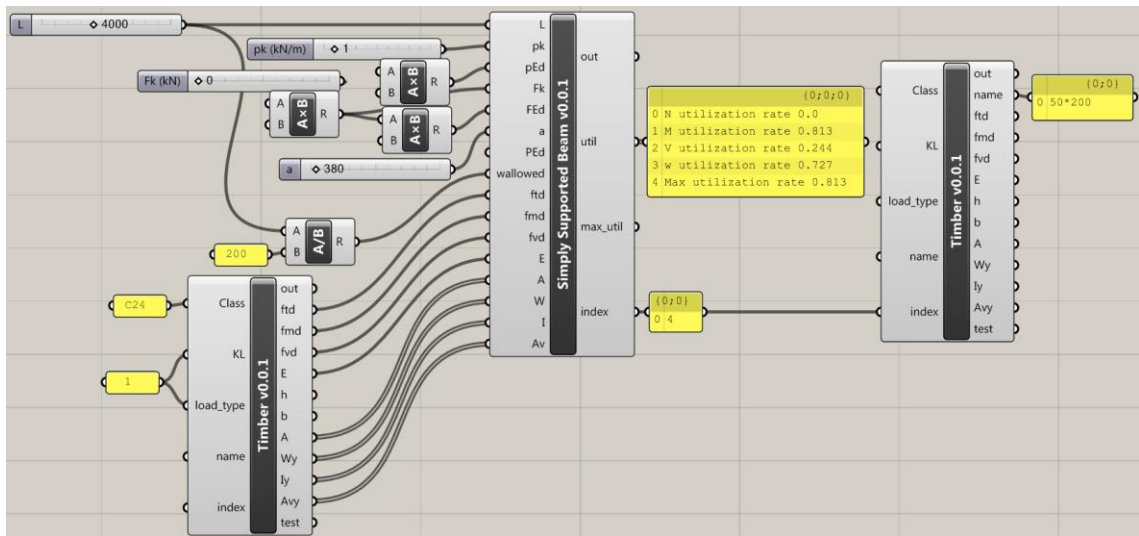 L 4000
pk (kN/m) 1
Fk (kN) 0
A B A×B R
A B A×B R
A B A×B R
a 380
200
A B A/B R
C24
1
Class
KL
load_type
name
index
Timber v0.0.1
out
ftd
fmd
fvd
E
h
b
A
Wy
Iy
Avy
test
L
pk
pEd
Fk
FEd
a
PEd
wallowed
ftd
fmd
fvd
E
A
W
I
Av
Simply Supported Beam v0.0.1
out
util
max_util
index
{0;0;0}
0 N utilization rate 0.0
1 M utilization rate 0.813
2 V utilization rate 0.244
3 w utilization rate 0.727
4 Max utilization rate 0.813
{0;0}
0 4
Class
KL
load_type
name
index
Timber v0.0.1
out
name
ftd
fmd
fvd
E
h
b
A
Wy
Iy
Avy
test
{0;0}
0 50*200